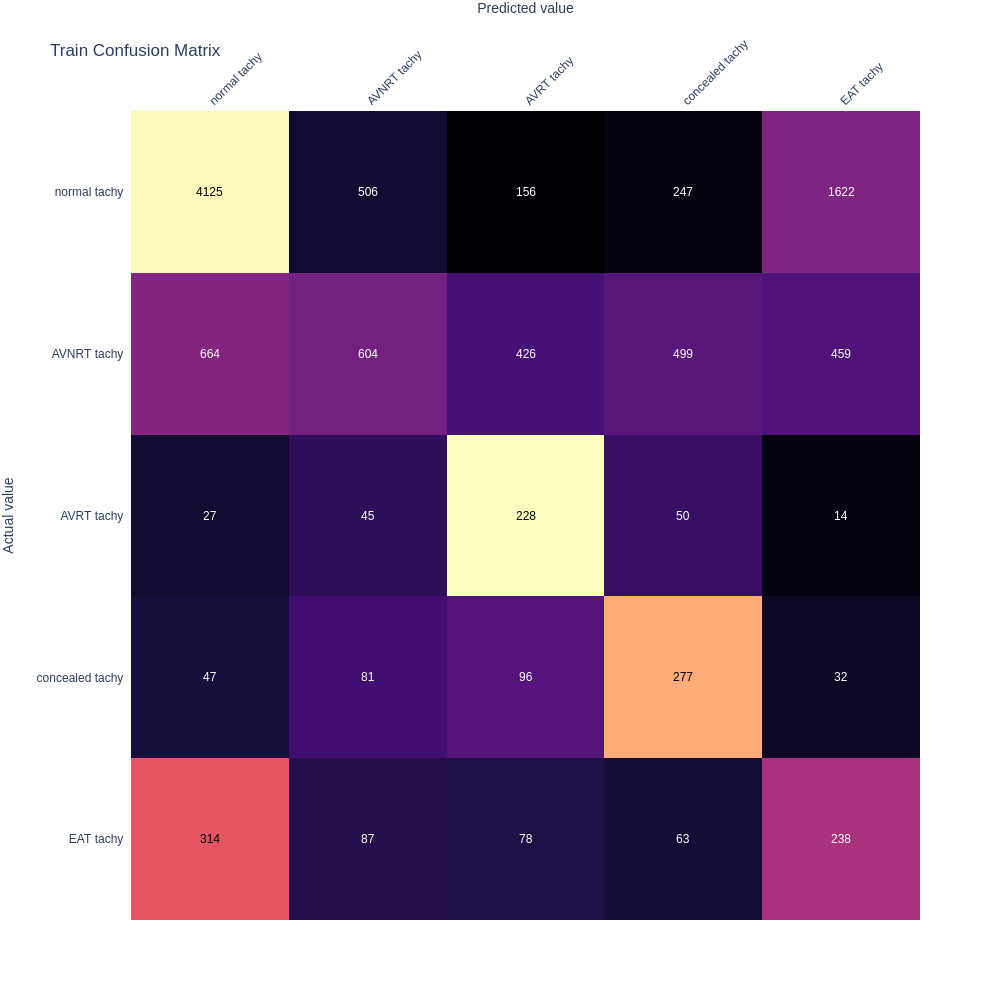 Predicted value
Train Confusion Matrix
normal tachy
AVNRT tachy
AVRT tachy
concealed tachy
EAT tachy
normal tachy 4125 506 156 247 1622
AVNRT tachy 664 604 426 499 459
AVRT tachy 27 45 228 50 14
concealed tachy 47 81 96 277 32
EAT tachy 314 87 78 63 238
Actual value